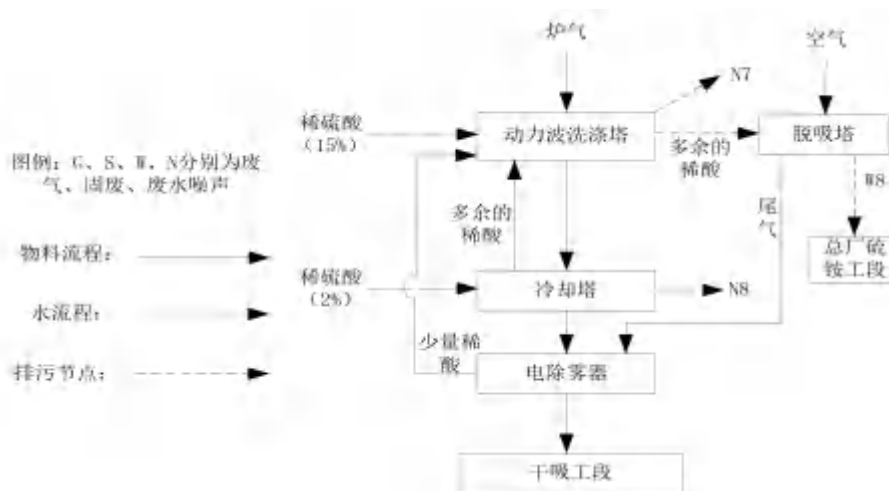 炉气
空气
N7
稀硫酸
（15%）
动力波洗涤塔
脱吸塔
多余的
稀酸
图例：G、S、W、N分别为废
气、固废、废水噪声
W8
多余的
稀酸
尾
气
总厂硫
铵工段
物料流程：
稀硫酸
（2%）
冷却塔
N8
水流程：
少量稀
酸
电除雾器
排污节点：
干吸工段